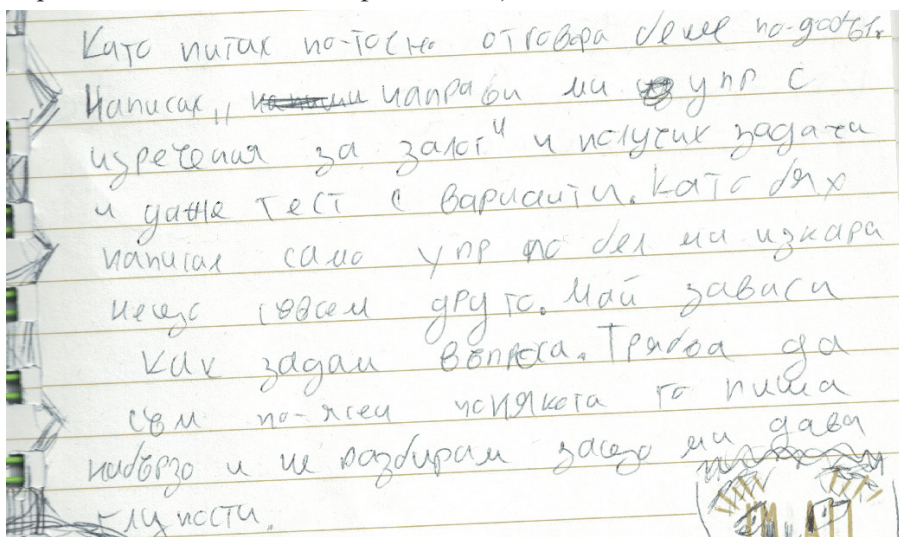 Като питах по-точно отговора беше по-добър.
Написах „ направи ми упр с
изречения за залог“ и получих задачи
и даже тест с варианти. Като бях
написал само упр по бел ми изкара
нещо съвсем друго. Май зависи
как задам въпроса. Трябва да
съм по-ясен понякога го пиша
набързо и не разбирам защо ми дава
глупости.